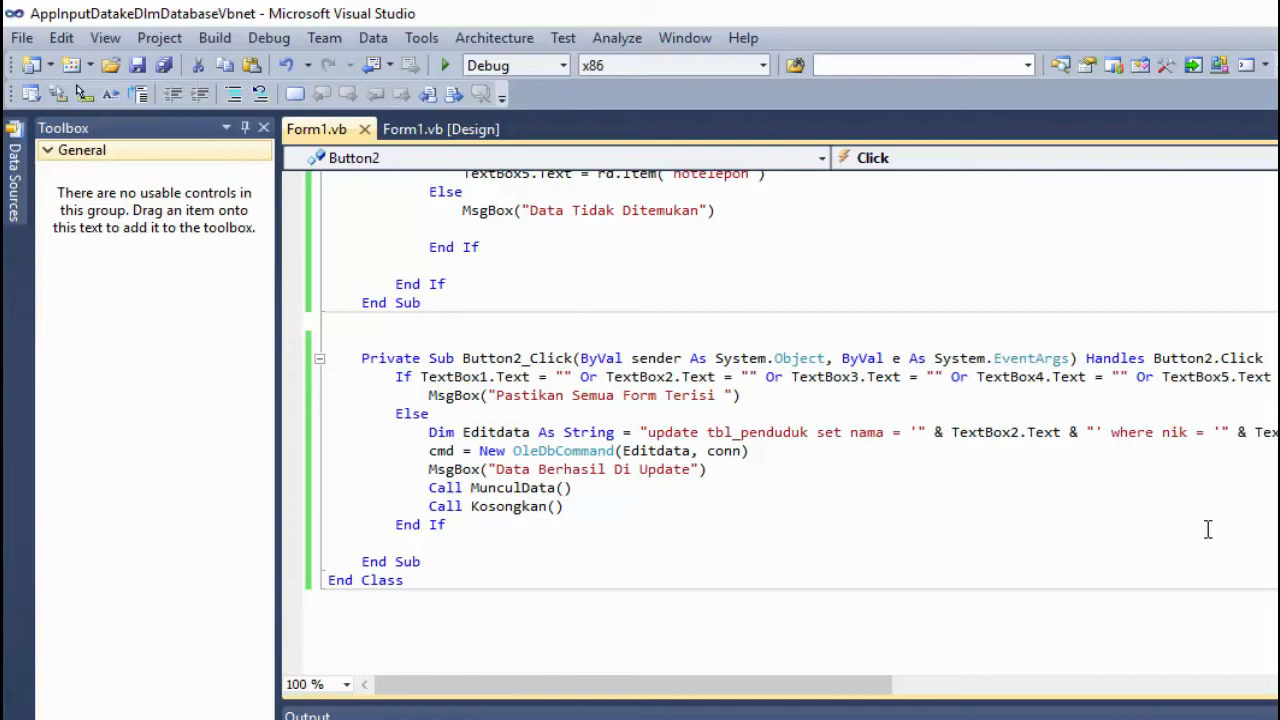 AppInputDatakeDlmDatabaseVbnet - Microsoft Visual Studio
File Edit View Project Build Debug Team Data Tools Architecture Test Analyze Window Help
Debug x86
Toolbox
Form1.vb Form1.vb [Design]
General
Button2 Click
Data Sources
There are no usable controls in
this group. Drag an item onto
this text to add it to the toolbox.
TextBox5.Text = rd.Item("notelepon")
Else
MsgBox("Data Tidak Ditemukan")
End If
End If
End Sub
Private Sub Button2_Click(ByVal sender As System.Object, ByVal e As System.EventArgs) Handles Button2.Click
If TextBox1.Text = "" Or TextBox2.Text = "" Or TextBox3.Text = "" Or TextBox4.Text = "" Or TextBox5.Text
MsgBox("Pastikan Semua Form Terisi ")
Else
Dim Editdata As String = "update tbl_penduduk set nama = '" & TextBox2.Text & "' where nik = '" & Tex
cmd = New OleDbCommand(Editdata, conn)
MsgBox("Data Berhasil Di Update")
Call MunculData()
Call Kosongkan()
End If
End Sub
End Class
100 %
Output